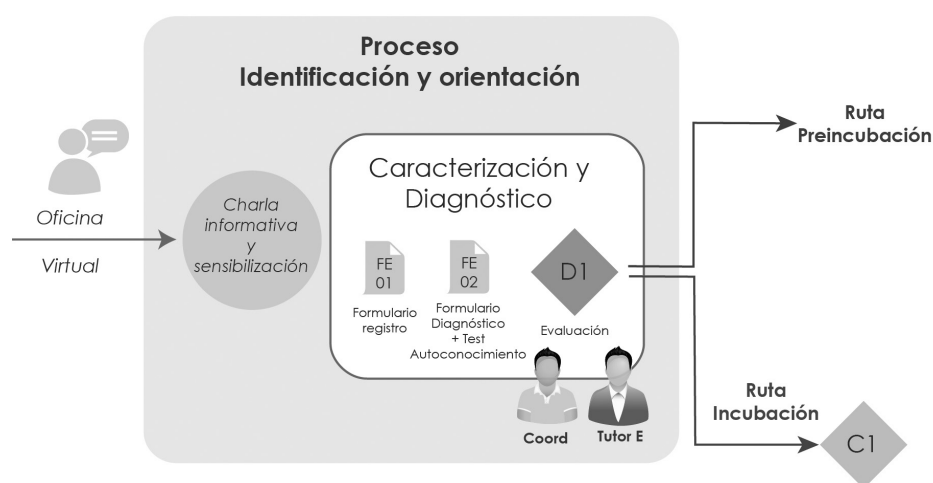 Proceso
Identificación y orientación
Oficina
Virtual
Charla
informativa
y
sensibilización
Caracterización y
Diagnóstico
FE
01
Formulario
registro
FE
02
Formulario
Diagnóstico
+ Test
Autoconocimiento
D1
Evaluación
Coord
Tutor E
Ruta
Preincubación
Ruta
Incubación
C1